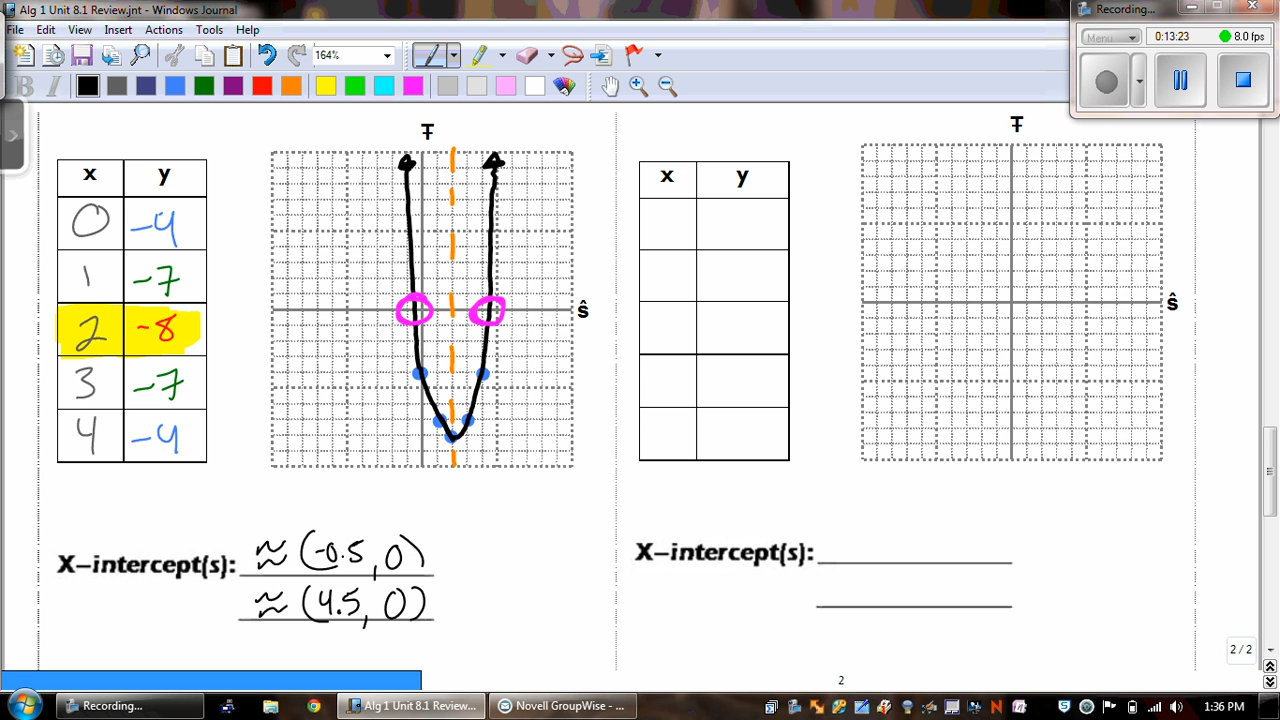 Alg 1 Unit 8.1 Review.jnt - Windows Journal
Recording...
File Edit View Insert Actions Tools Help
Menu
0:13:23
8.0 fps
164%
B I
x y
0 -4
1 -7
2 -8
3 -7
4 -4
Ŧ
ŝ
X-intercept(s): ≈ (-0.5, 0)
≈ (4.5, 0)
x y
Ŧ
ŝ
X-intercept(s):
2 / 2
2
Recording...
Alg 1 Unit 8.1 Revie...
Novell GroupWise - ...
1:36 PM